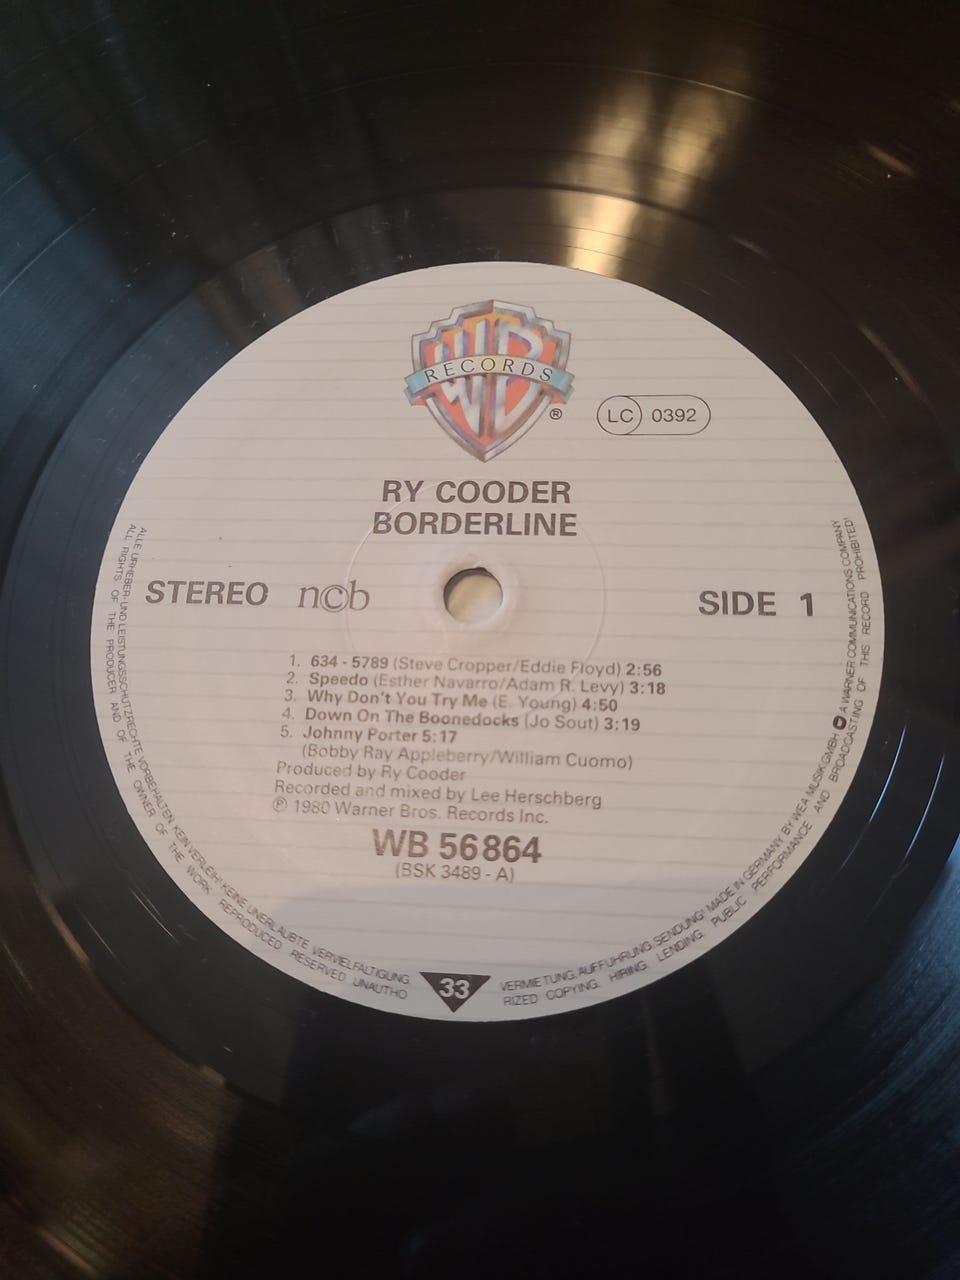 WB
RECORDS
®
LC 0392
RY COODER
BORDERLINE
STEREO ncb
SIDE 1
1. 634 - 5789 (Steve Cropper/Eddie Floyd) 2:56
2. Speedo (Esther Navarro/Adam R. Levy) 3:18
3. Why Don't You Try Me (E. Young) 4:50
4. Down On The Boonedocks (Jo Sout) 3:19
5. Johnny Porter 5:17
(Bobby Ray Appleberry/William Cuomo)
Produced by Ry Cooder
Recorded and mixed by Lee Herschberg
℗ 1980 Warner Bros. Records Inc.
WB 56 864
(BSK 3489 - A)
33
ALLE URHEBER- UND LEISTUNGSSCHUTZRECHTE VORBEHALTEN. KEIN VERLEIH! KEINE UNERLAUBTE VERVIELFÄLTIGUNG,
VERMIETUNG, AUFFÜHRUNG, SENDUNG! MADE IN GERMANY BY WEA MUSIK GMBH A WARNER COMMUNICATIONS COMPANY
ALL RIGHTS OF THE PRODUCER AND OF THE OWNER OF THE WORK REPRODUCED RESERVED UNAUTHO
RIZED COPYING, HIRING, LENDING, PUBLIC PERFORMANCE AND BROADCASTING OF THIS RECORD PROHIBITED!